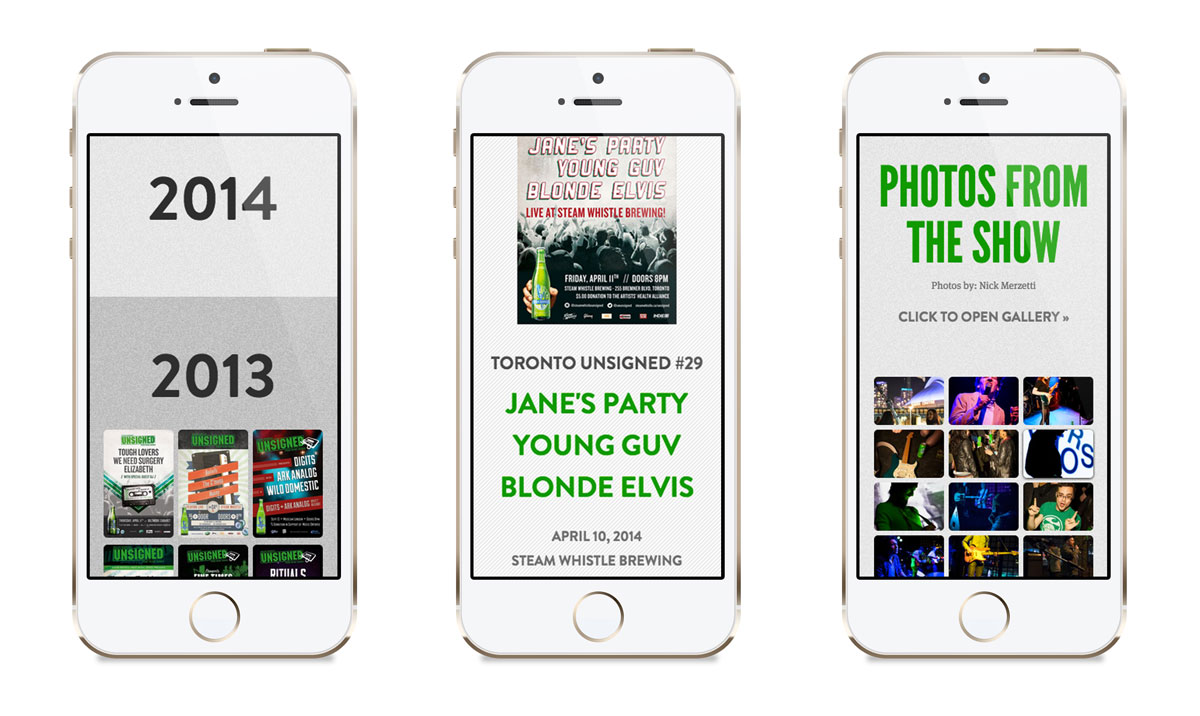 2014
2013
UNSIGNED
TOUGH LOVERS
WE NEED SURGERY
ELIZABETH
UNSIGNED
UNSIGNED
DIGITS
ARK ANALOG
WILD DOMESTIC
DIGITS + ARK ANALOG
UNSIGNED
UNSIGNED
UNSIGNED
RITUALS
JANE'S PARTY
YOUNG GUV
BLONDE ELVIS
LIVE AT STEAM WHISTLE BREWING!
FRIDAY, APRIL 11TH // DOORS 8PM
STEAM WHISTLE BREWING - 255 BREMNER BLVD. TORONTO
$5.00 DONATION TO THE ARTISTS' HEALTH ALLIANCE
TORONTO UNSIGNED #29
JANE'S PARTY
YOUNG GUV
BLONDE ELVIS
APRIL 10, 2014
STEAM WHISTLE BREWING
PHOTOS FROM
THE SHOW
Photos by: Nick Merzetti
CLICK TO OPEN GALLERY »